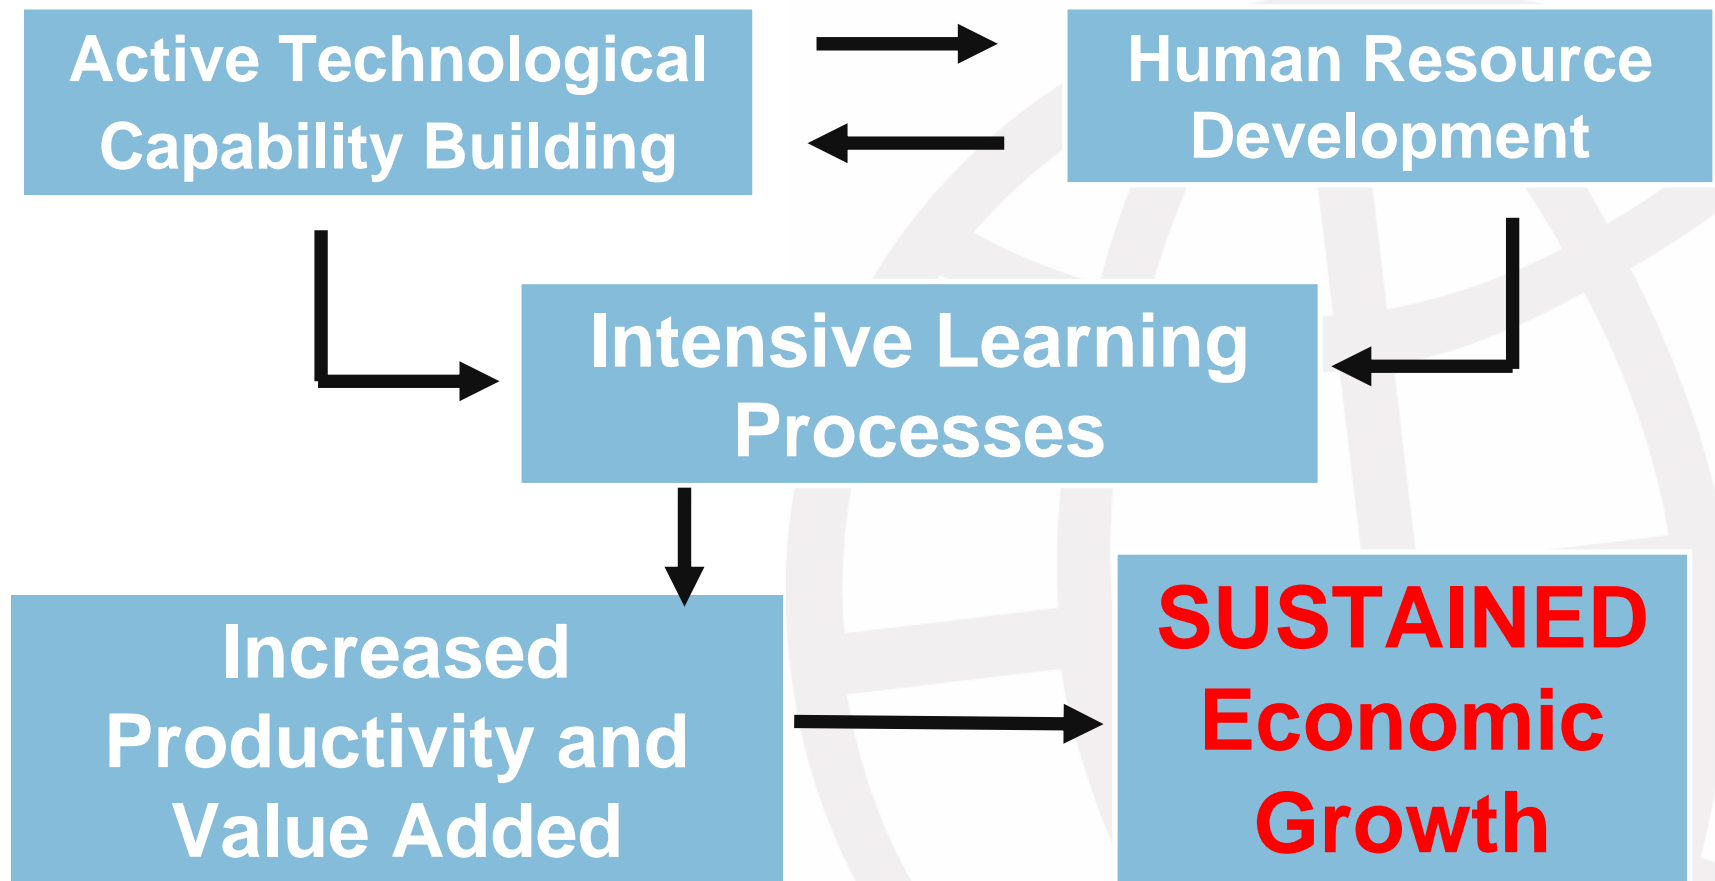 Active Technological
Capability Building
Human Resource
Development
Intensive Learning
Processes
Increased
Productivity and
Value Added
SUSTAINED
Economic
Growth